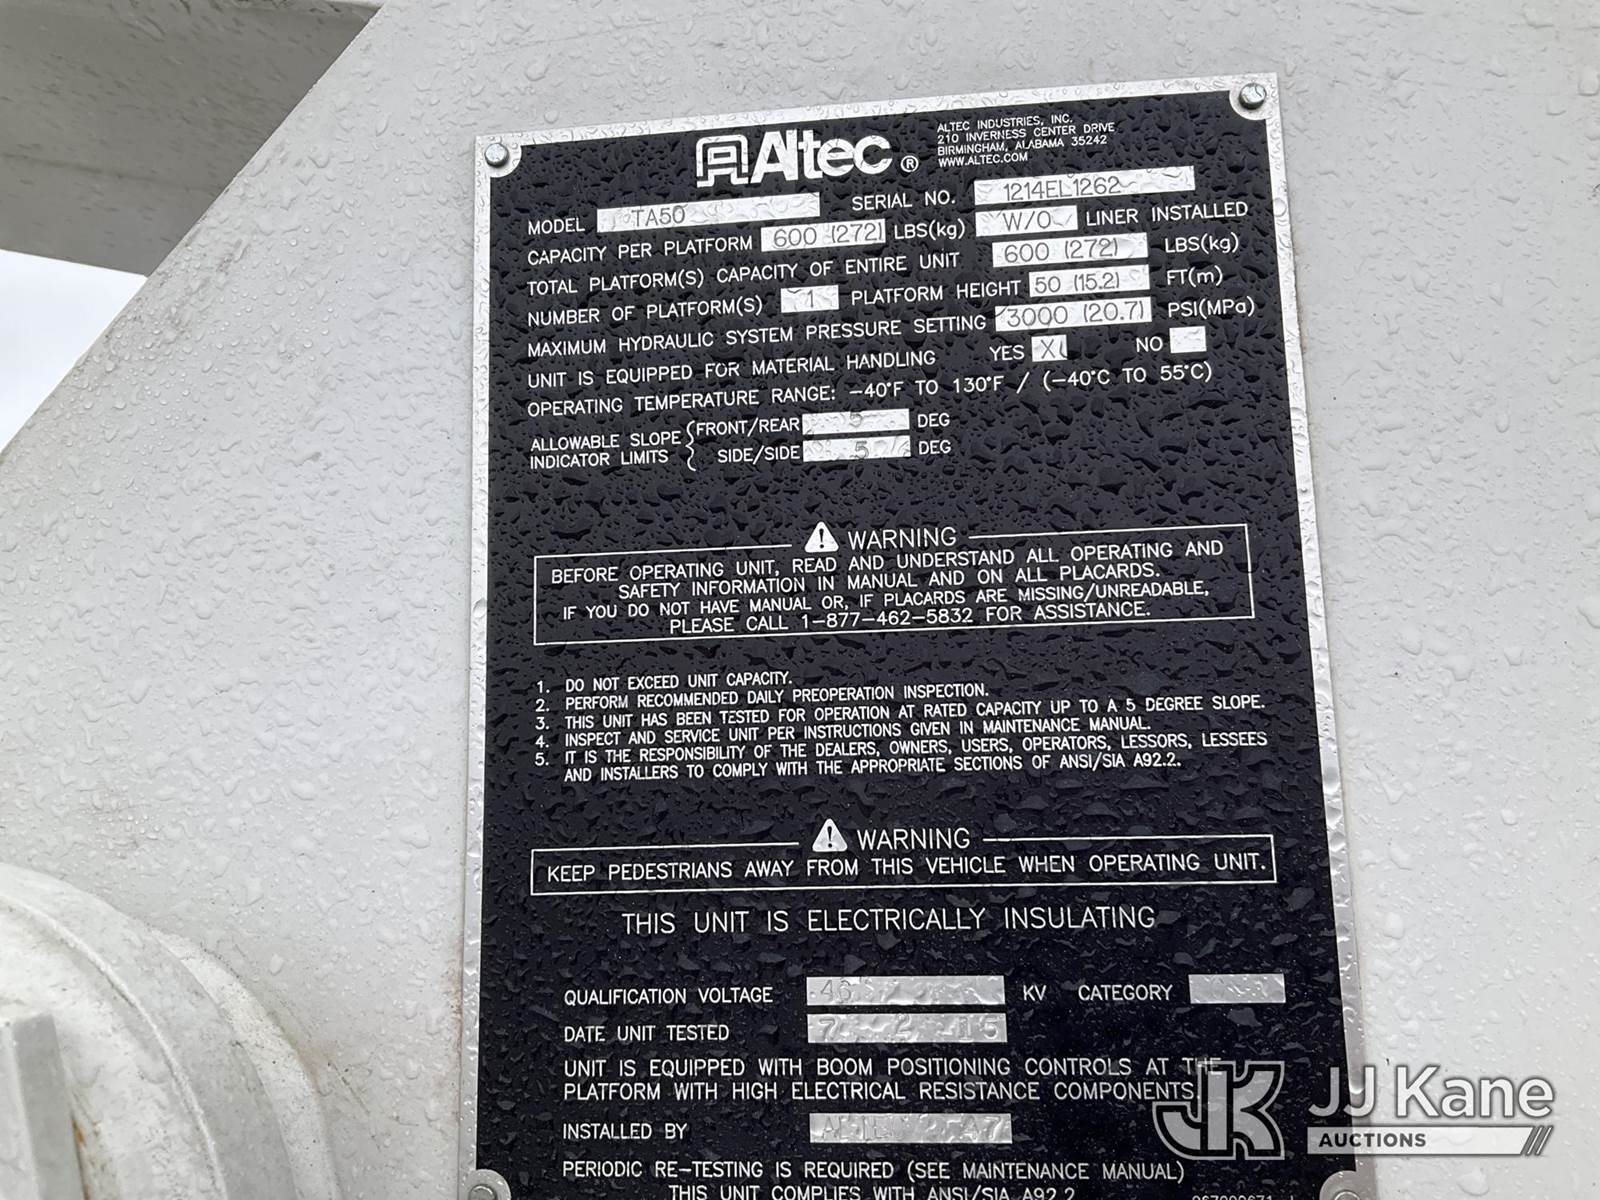 Altec®
ALTEC INDUSTRIES, INC.
210 INVERNESS CENTER DRIVE
BIRMINGHAM, ALABAMA 35242
WWW.ALTEC.COM
MODEL TA50 SERIAL NO. 1214EL1262
CAPACITY PER PLATFORM 600 (272) LBS(kg) W/O LINER INSTALLED
TOTAL PLATFORM(S) CAPACITY OF ENTIRE UNIT 600 (272) LBS(kg)
NUMBER OF PLATFORM(S) 1 PLATFORM HEIGHT 50 (15.2) FT(m)
MAXIMUM HYDRAULIC SYSTEM PRESSURE SETTING 3000 (20.7) PSI(MPa)
UNIT IS EQUIPPED FOR MATERIAL HANDLING YES X NO
OPERATING TEMPERATURE RANGE: -40°F TO 130°F / (-40°C TO 55°C)
ALLOWABLE SLOPE INDICATOR LIMITS { FRONT/REAR 5 DEG
SIDE/SIDE 5 DEG
WARNING
BEFORE OPERATING UNIT, READ AND UNDERSTAND ALL OPERATING AND
SAFETY INFORMATION IN MANUAL AND ON ALL PLACARDS.
IF YOU DO NOT HAVE MANUAL OR, IF PLACARDS ARE MISSING/UNREADABLE,
PLEASE CALL 1-877-462-5832 FOR ASSISTANCE.
1. DO NOT EXCEED UNIT CAPACITY.
2. PERFORM RECOMMENDED DAILY PREOPERATION INSPECTION.
3. THIS UNIT HAS BEEN TESTED FOR OPERATION AT RATED CAPACITY UP TO A 5 DEGREE SLOPE.
4. INSPECT AND SERVICE UNIT PER INSTRUCTIONS GIVEN IN MAINTENANCE MANUAL.
5. IT IS THE RESPONSIBILITY OF THE DEALERS, OWNERS, USERS, OPERATORS, LESSORS, LESSEES
AND INSTALLERS TO COMPLY WITH THE APPROPRIATE SECTIONS OF ANSI/SIA A92.2.
WARNING
KEEP PEDESTRIANS AWAY FROM THIS VEHICLE WHEN OPERATING UNIT.
THIS UNIT IS ELECTRICALLY INSULATING
QUALIFICATION VOLTAGE 46 KV CATEGORY
DATE UNIT TESTED 7 2 15
UNIT IS EQUIPPED WITH BOOM POSITIONING CONTROLS AT THE
PLATFORM WITH HIGH ELECTRICAL RESISTANCE COMPONENTS.
INSTALLED BY
PERIODIC RE-TESTING IS REQUIRED (SEE MAINTENANCE MANUAL)
THIS UNIT COMPLIES WITH ANSI/SIA A92.2
JK JJ Kane
AUCTIONS